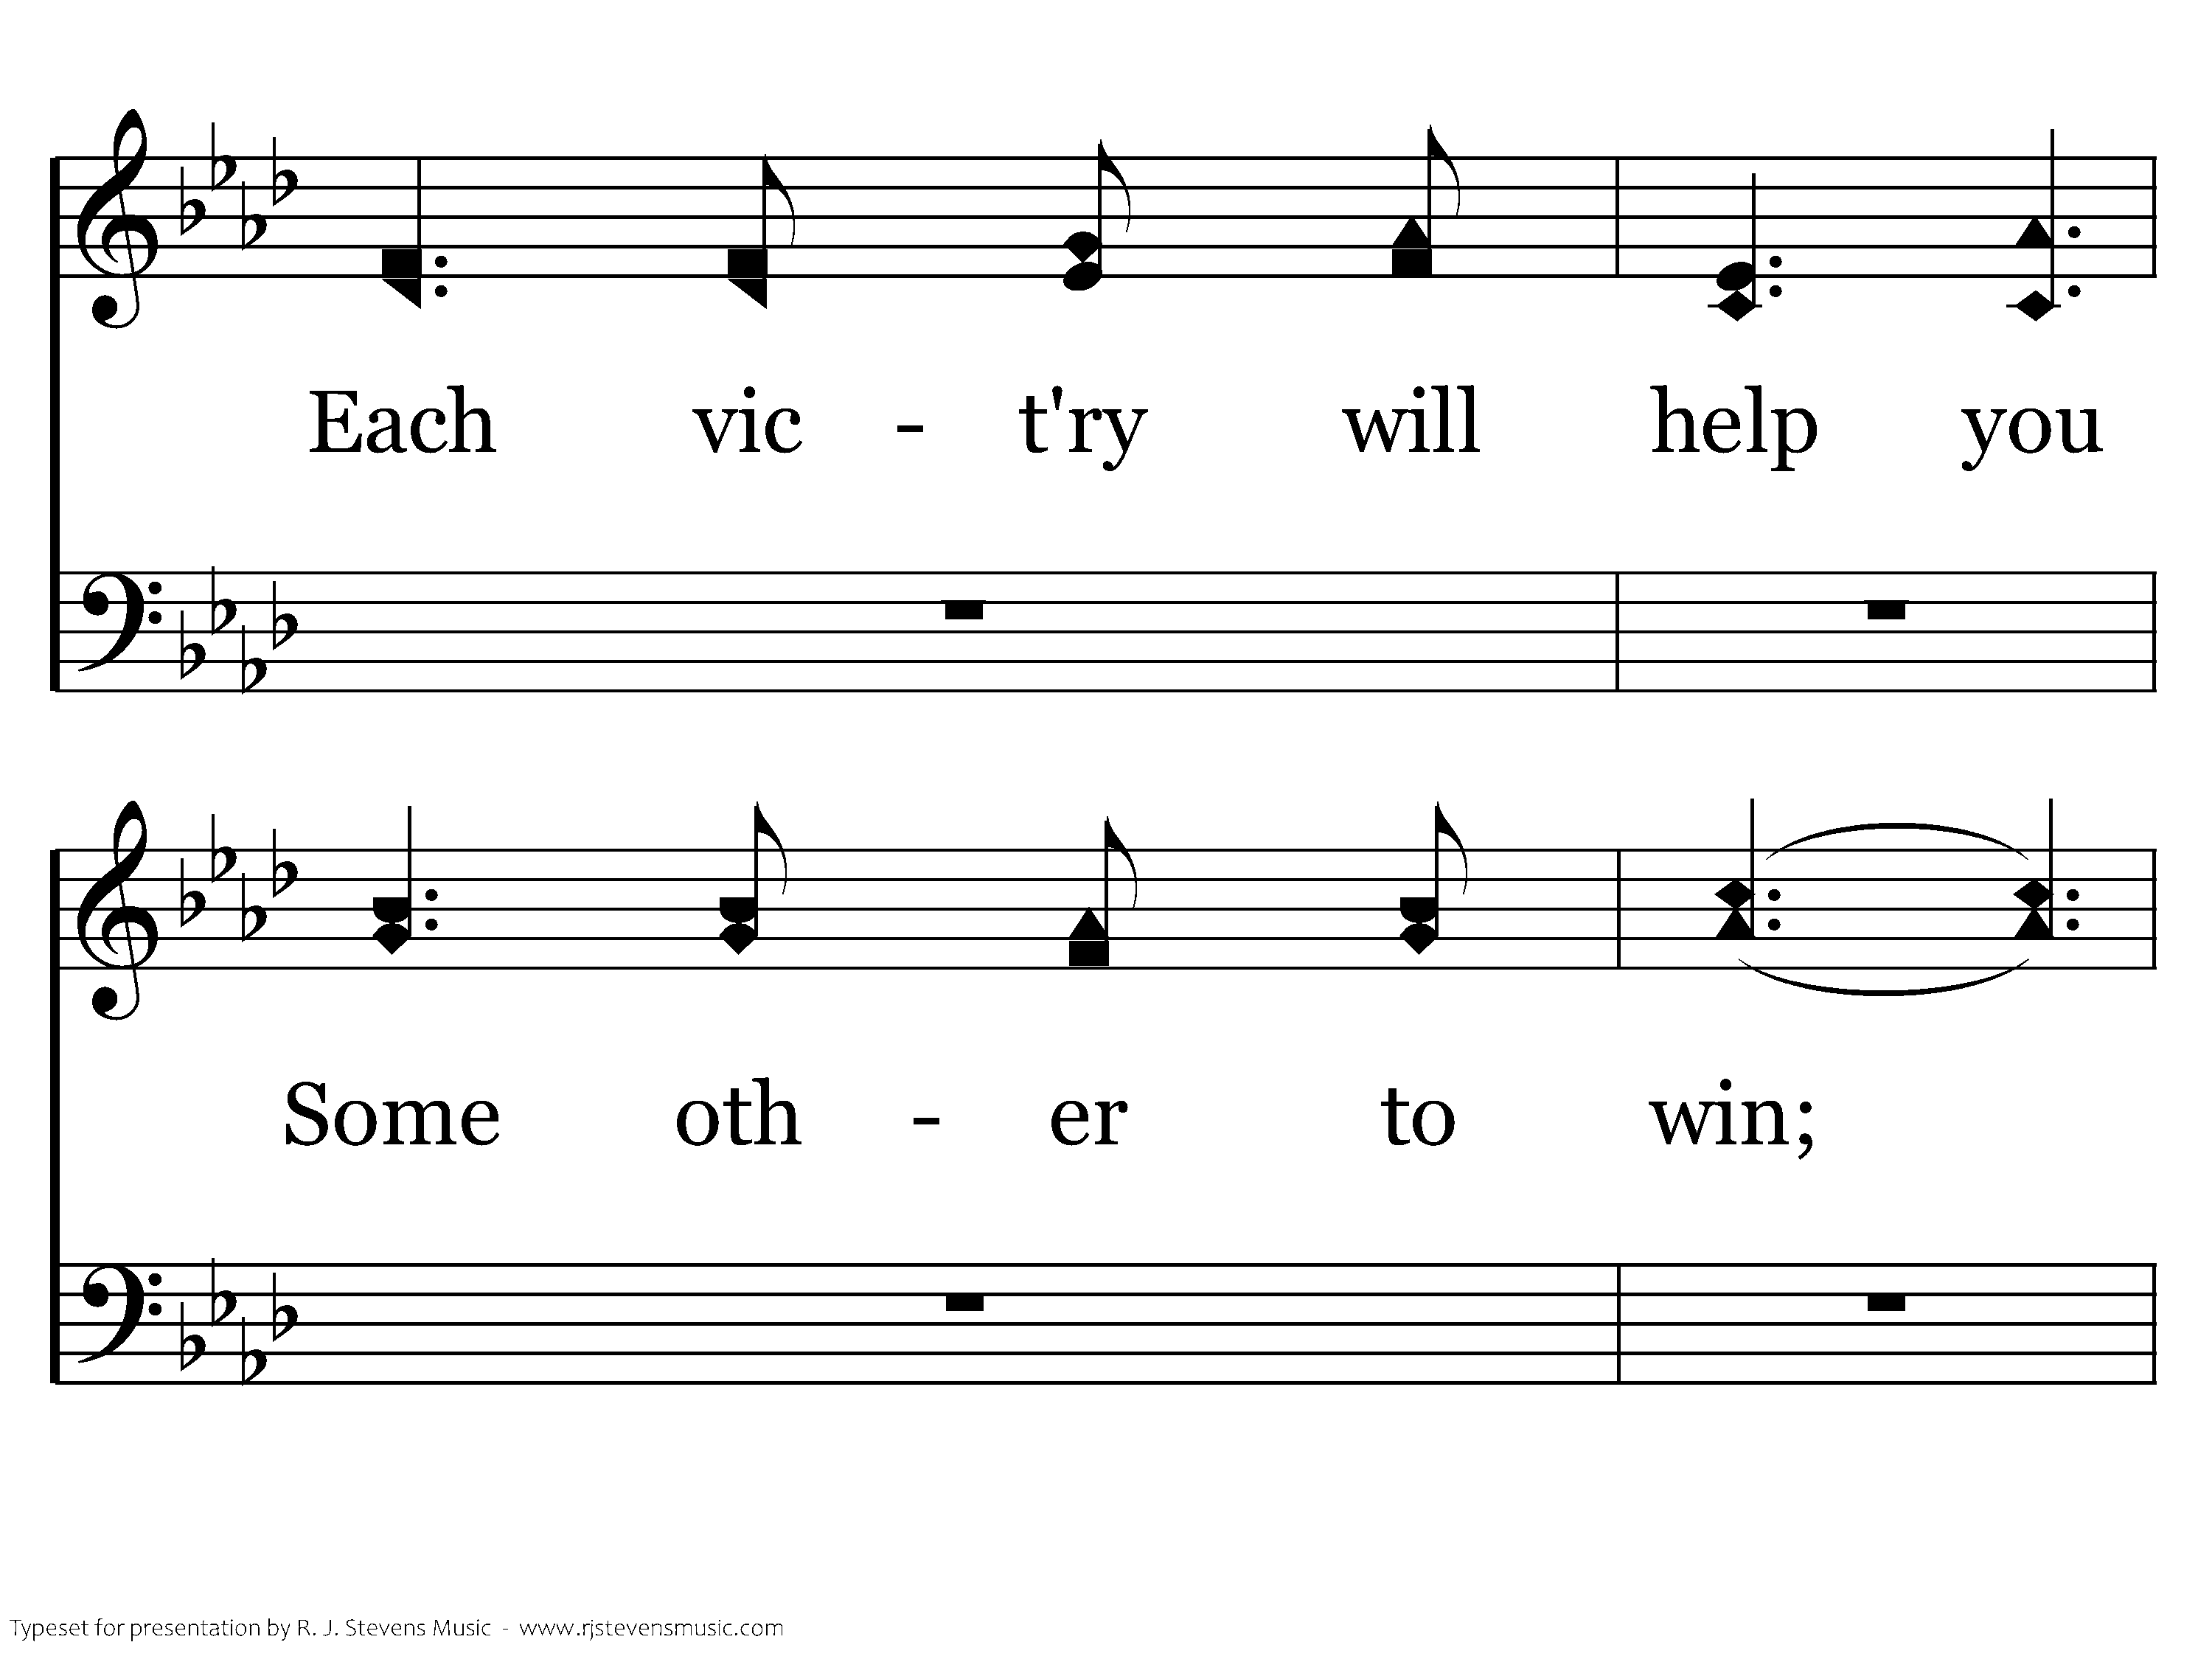 Each vic - t'ry will help you
Some oth - er to win;
Typeset for presentation by R. J. Stevens Music - www.rjstevensmusic.com